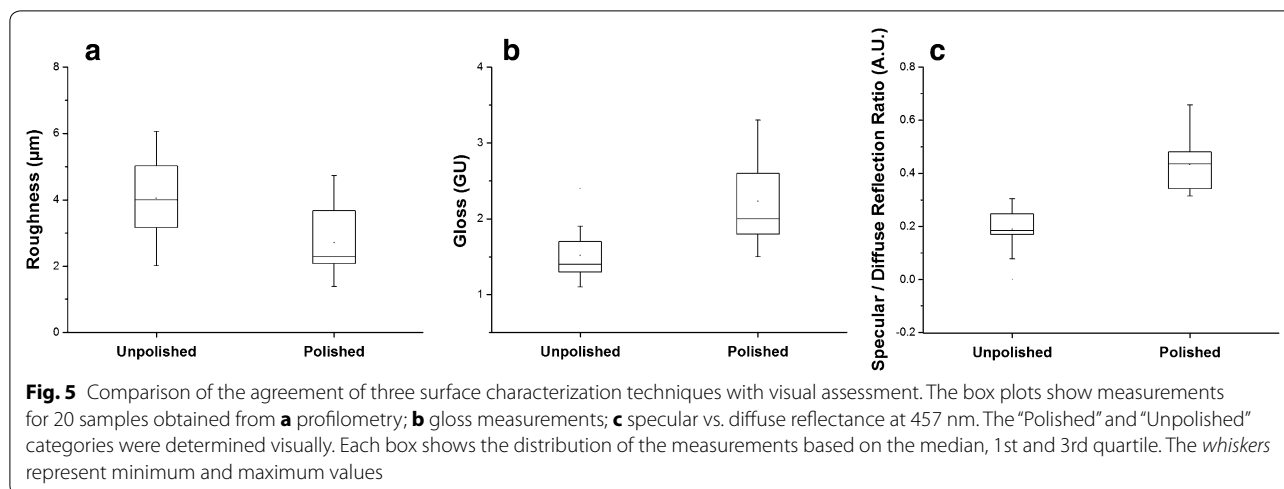 a
Roughness (µm)
8
6
4
2
0
Unpolished
Polished
b
Gloss (GU)
4
3
2
1
Unpolished
Polished
c
Specular / Diffuse Reflection Ratio (A.U.)
0.8
0.6
0.4
0.2
0.0
-0.2
Unpolished
Polished
Fig. 5 Comparison of the agreement of three surface characterization techniques with visual assessment. The box plots show measurements
for 20 samples obtained from a profilometry; b gloss measurements; c specular vs. diffuse reflectance at 457 nm. The “Polished” and “Unpolished”
categories were determined visually. Each box shows the distribution of the measurements based on the median, 1st and 3rd quartile. The whiskers
represent minimum and maximum values